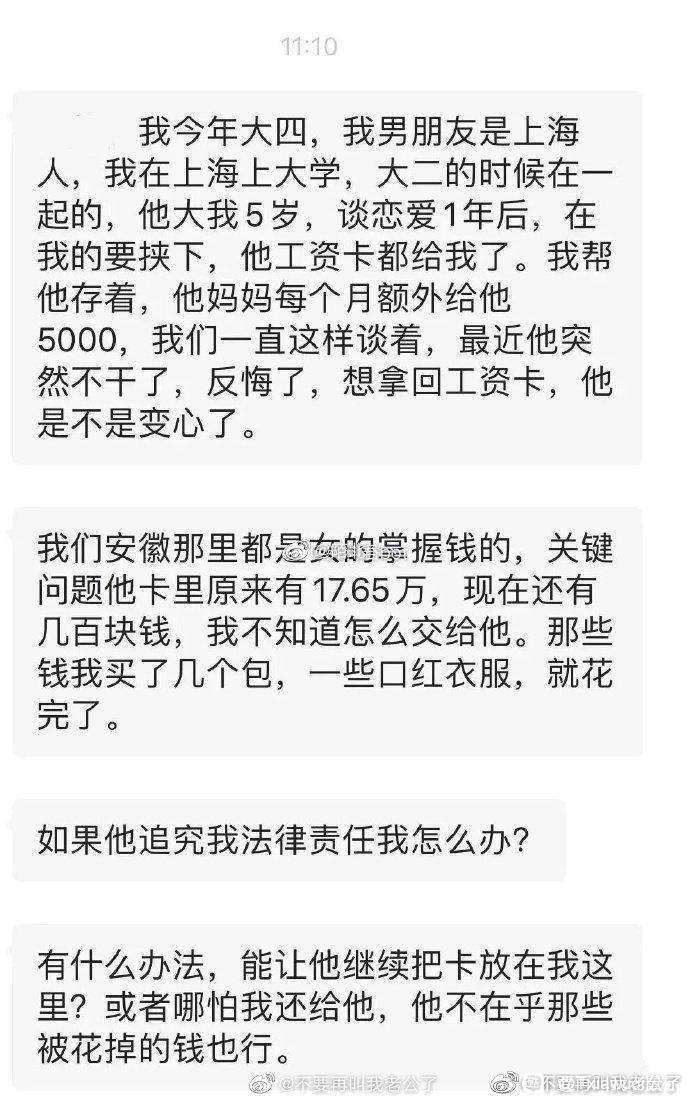 11:10
我今年大四，我男朋友是上海
人，我在上海上大学，大二的时候在一
起的，他大我5岁，谈恋爱1年后，在
我的要挟下，他工资卡都给我了。我帮
他存着，他妈妈每个月额外给他
5000，我们一直这样谈着，最近他突
然不干了，反悔了，想拿回工资卡，他
是不是变心了。
我们安徽那里都是女的掌握钱的，关键
问题他卡里原来有17.65万，现在还有
几百块钱，我不知道怎么交给他。那些
钱我买了几个包，一些口红衣服，就花
完了。
如果他追究我法律责任我怎么办？
有什么办法，能让他继续把卡放在我这
里？或者哪怕我还给他，他不在乎那些
被花掉的钱也行。
@不要再叫我老公了